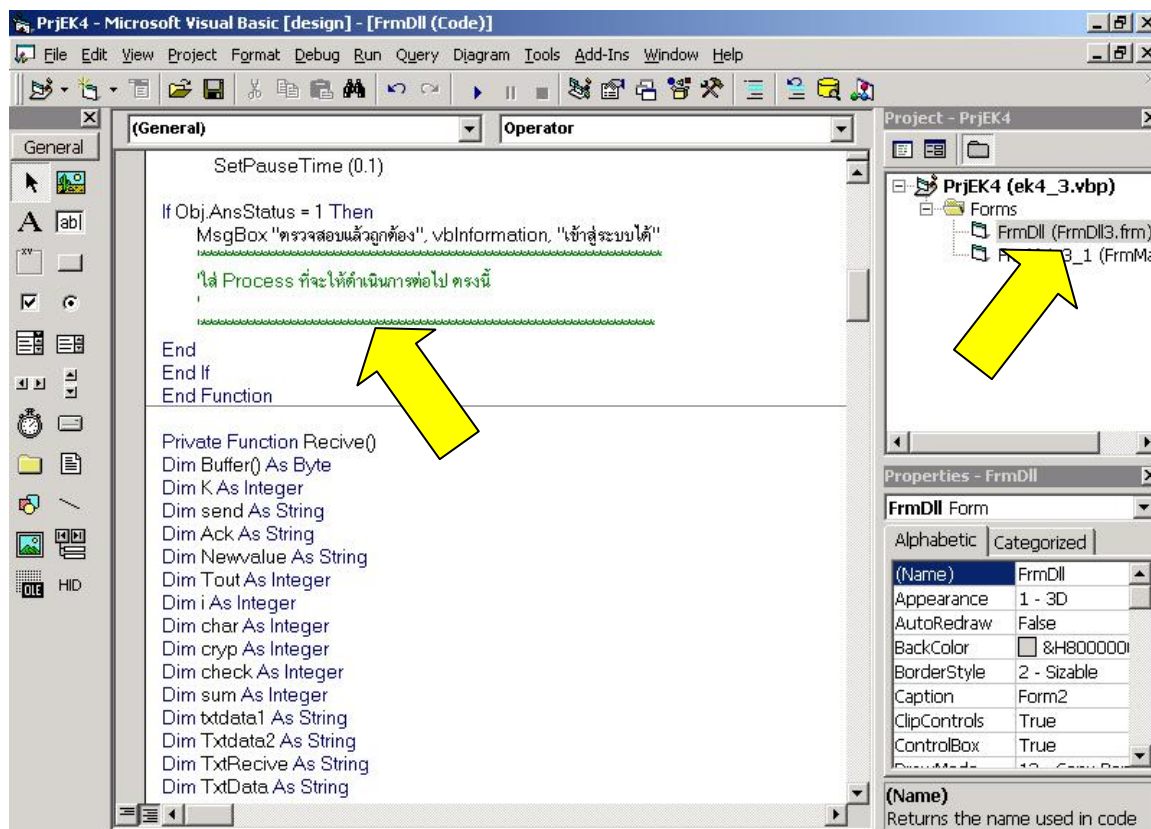 PrjEK4 - Microsoft Visual Basic [design] - [FrmDll (Code)]
File Edit View Project Format Debug Run Query Diagram Tools Add-Ins Window Help
General
A
ab
xv
OLE
HID
(General)
Operator
SetPauseTime (0.1)
If Obj.AnsStatus = 1 Then
MsgBox "ตรวจสอบแล้วถูกต้อง", vbInformation, "เข้าสู่ระบบได้"
'ใส่ Process ที่จะให้ดำเนินการต่อไป ตรงนี้
'
End
End If
End Function
Private Function Recive()
Dim Buffer() As Byte
Dim K As Integer
Dim send As String
Dim Ack As String
Dim Newvalue As String
Dim Tout As Integer
Dim i As Integer
Dim char As Integer
Dim cryp As Integer
Dim check As Integer
Dim sum As Integer
Dim txtdata1 As String
Dim Txtdata2 As String
Dim TxtRecive As String
Dim TxtData As String
Project - PrjEK4
PrjEK4 (ek4_3.vbp)
Forms
FrmDll (FrmDll3.frm)
3_1 (FrmMa
Properties - FrmDll
FrmDll Form
Alphabetic Categorized
(Name) FrmDll
Appearance 1 - 3D
AutoRedraw False
BackColor &H800000
BorderStyle 2 - Sizable
Caption Form2
ClipControls True
ControlBox True
(Name)
Returns the name used in code